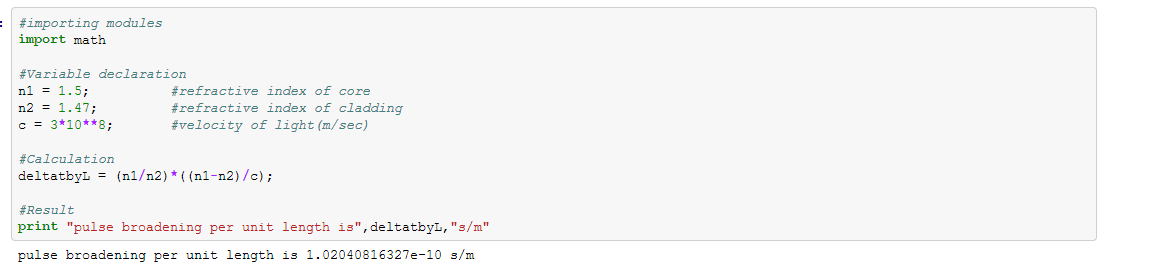 #importing modules
import math
#Variable declaration
n1 = 1.5; #refractive index of core
n2 = 1.47; #refractive index of cladding
c = 3*10**8; #velocity of light(m/sec)
#Calculation
deltatbyL = (n1/n2)*((n1-n2)/c);
#Result
print "pulse broadening per unit length is",deltatbyL,"s/m"
pulse broadening per unit length is 1.02040816327e-10 s/m